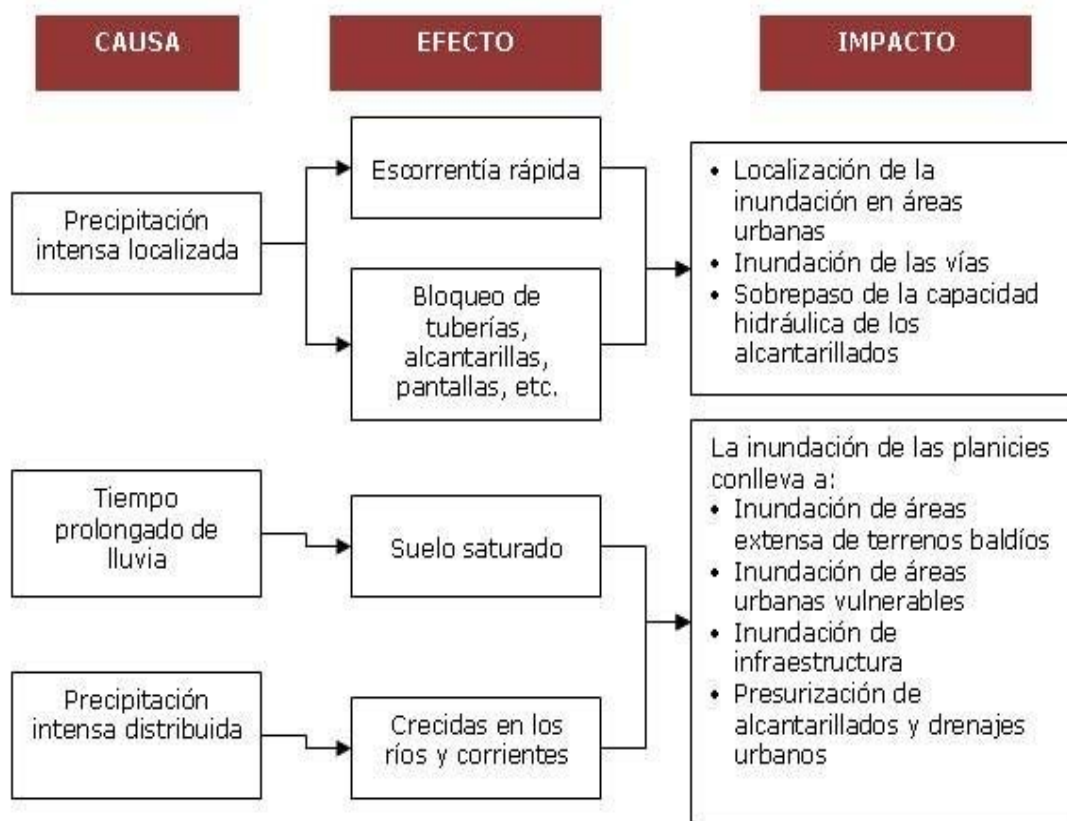 CAUSA
EFECTO
IMPACTO
Precipitación
intensa localizada
Escorrentía rápida
Bloqueo de
tuberías,
alcantarillas,
pantallas, etc.
• Localización de la
inundación en áreas
urbanas
• Inundación de las vías
• Sobrepaso de la capacidad
hidráulica de los
alcantarillados
Tiempo
prolongado de
lluvia
Suelo saturado
Precipitación
intensa distribuida
Crecidas en los
ríos y corrientes
La inundación de las planicies
conlleva a:
• Inundación de áreas
extensa de terrenos baldíos
• Inundación de áreas
urbanas vulnerables
• Inundación de
infraestructura
• Presurización de
alcantarillados y drenajes
urbanos